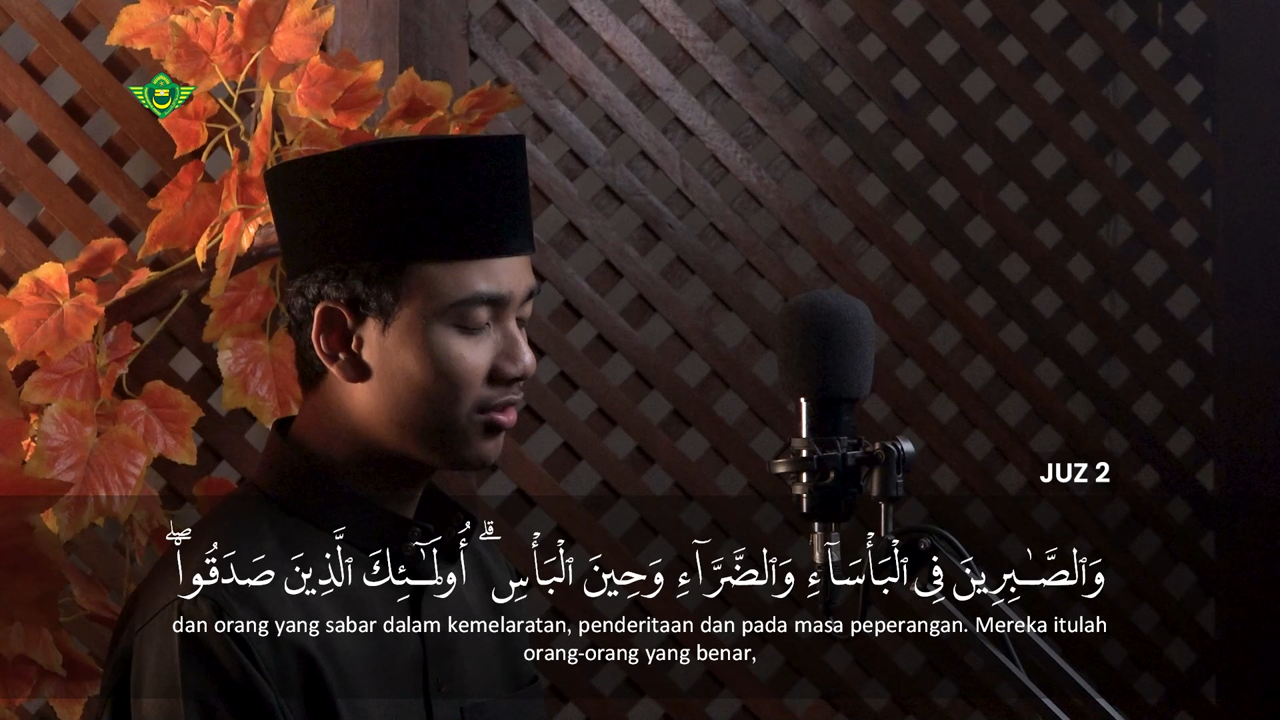 JUZ 2
وَٱلصَّـٰبِرِينَ فِى ٱلْبَأْسَآءِ وَٱلضَّرَّآءِ وَحِينَ ٱلْبَأْسِ ۗ أُو۟لَـٰٓئِكَ ٱلَّذِينَ صَدَقُوا۟ ۖ
dan orang yang sabar dalam kemelaratan, penderitaan dan pada masa peperangan. Mereka itulah
orang-orang yang benar,